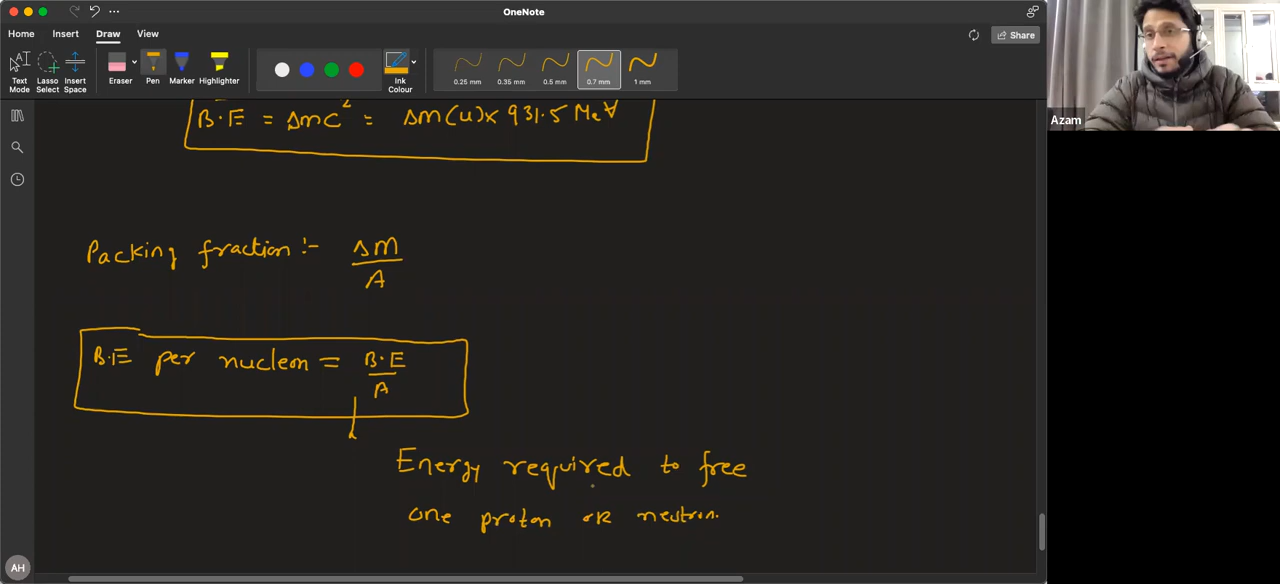 OneNote
Home Insert Draw View
Share
Text Mode
Lasso Select
Insert Space
Eraser
Pen
Marker
Highlighter
Ink Colour
0.25 mm
0.35 mm
0.5 mm
0.7 mm
1 mm
Azam
B.E = Δmc² = Δm(u)x 931.5 MeV
Packing fraction :- ΔM/A
B.E per nucleon = B.E/A
Energy required to free
one proton OR neutron.
AH